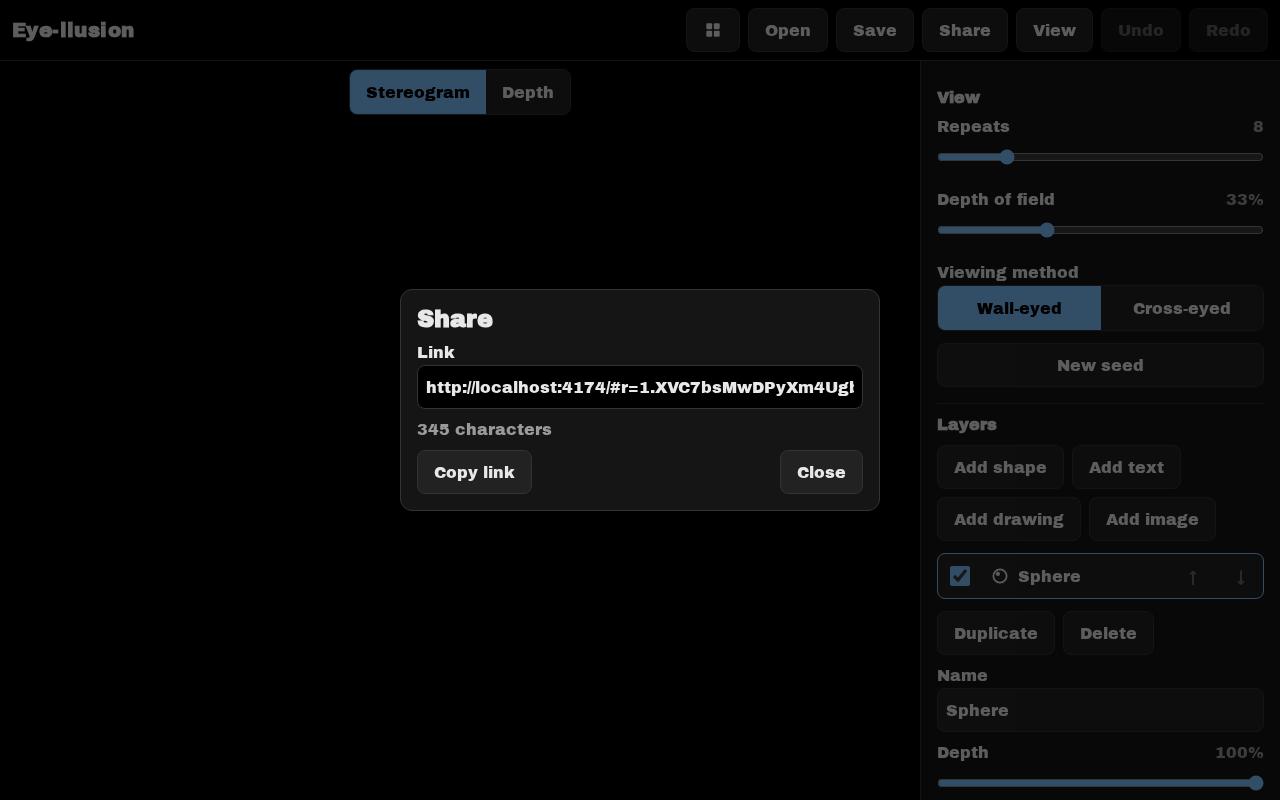 Eye-llusion
Open Save Share View Undo Redo
Stereogram Depth
View
Repeats 8
Depth of field 33%
Viewing method
Wall-eyed Cross-eyed
New seed
Layers
Add shape Add text
Add drawing Add image
Sphere ↑ ↓
Duplicate Delete
Name
Sphere
Depth 100%
Share
Link
http://localhost:4174/#r=1.XVC7bsMwDPyXm4Ugl
345 characters
Copy link Close